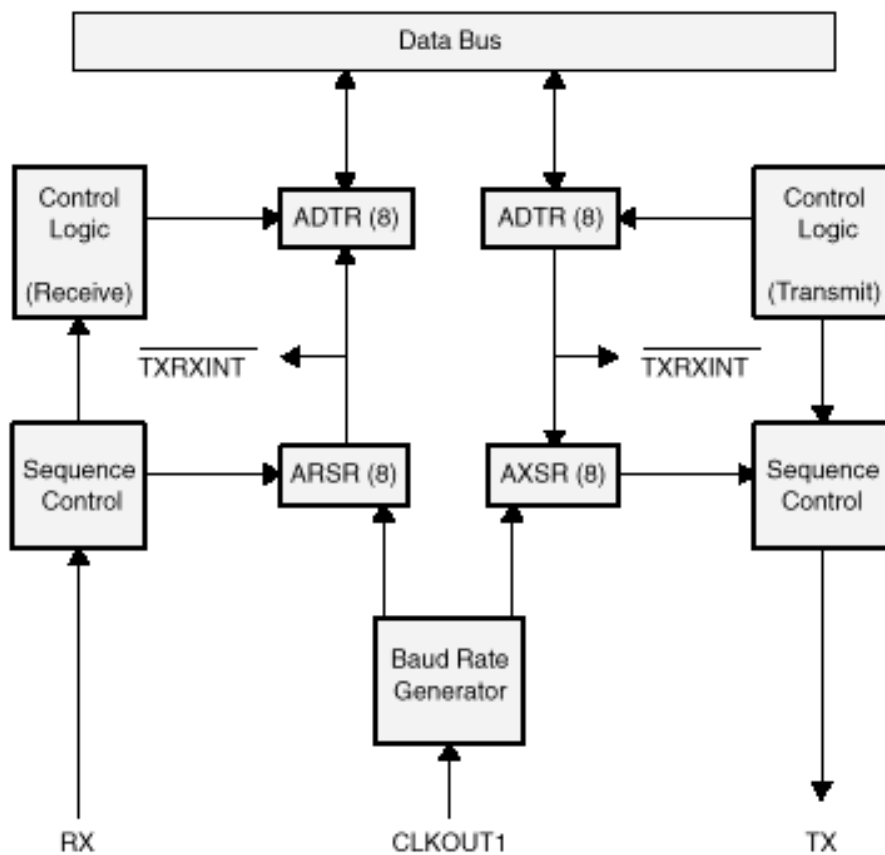 Data Bus
Control
Logic
(Receive)
ADTR (8)
ADTR (8)
Control
Logic
(Transmit)
TXRXINT
TXRXINT
Sequence
Control
ARSR (8)
AXSR (8)
Sequence
Control
Baud Rate
Generator
RX
CLKOUT1
TX